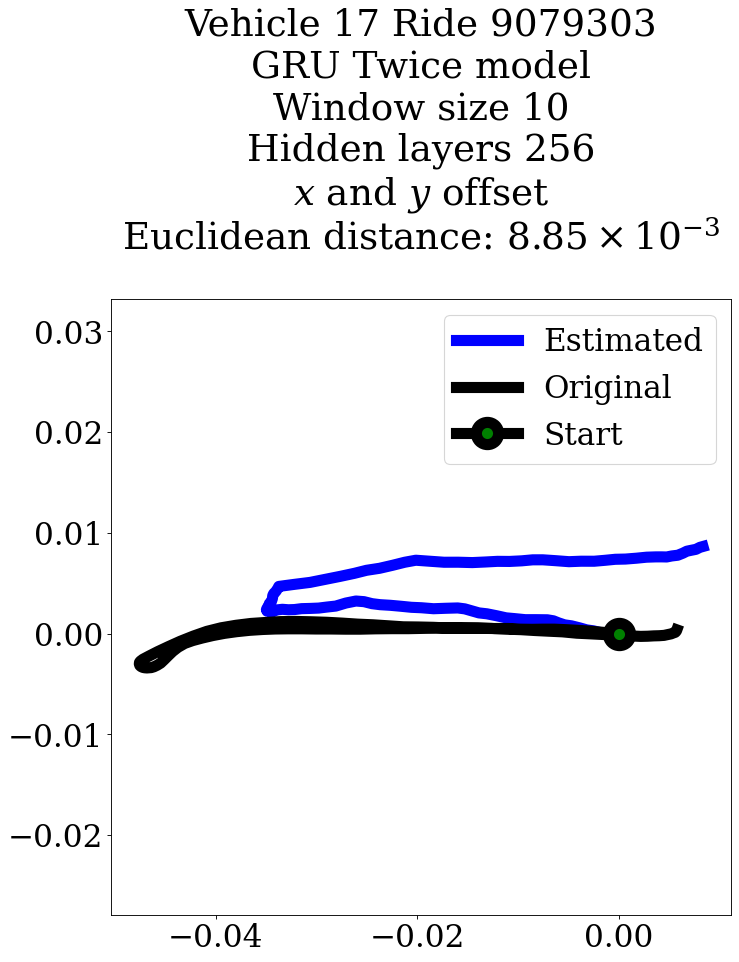 Vehicle 17 Ride 9079303
GRU Twice model
Window size 10
Hidden layers 256
x and y offset
Euclidean distance: 8.85 × 10⁻³
Estimated
Original
Start
0.03
0.02
0.01
0.00
−0.01
−0.02
−0.04 −0.02 0.00